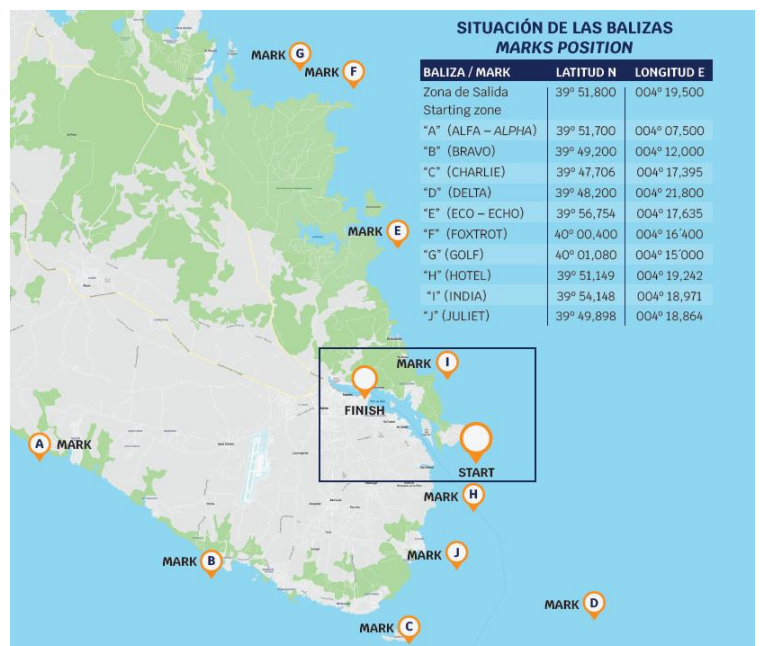 SITUACIÓN DE LAS BALIZAS
MARKS POSITION
BALIZA / MARK LATITUD N LONGITUD E
Zona de Salida 39º 51,800 004º 19,500
Starting zone
“A” (ALFA – ALPHA) 39º 51,700 004º 07,500
“B” (BRAVO) 39º 49,200 004º 12,000
“C” (CHARLIE) 39º 47,706 004º 17,395
“D” (DELTA) 39º 48,200 004º 21,800
“E” (ECO – ECHO) 39º 56,754 004º 17,635
“F” (FOXTROT) 40º 00,400 004º 16´400
“G” (GOLF) 40º 01,080 004º 15´000
“H” (HOTEL) 39º 51,149 004º 19,242
“I” (INDIA) 39º 54,148 004º 18,971
“J” (JULIET) 39º 49,898 004º 18,864
MARK G
MARK F
MARK E
MARK I
FINISH
A MARK
START
MARK H
MARK J
MARK B
MARK D
MARK C